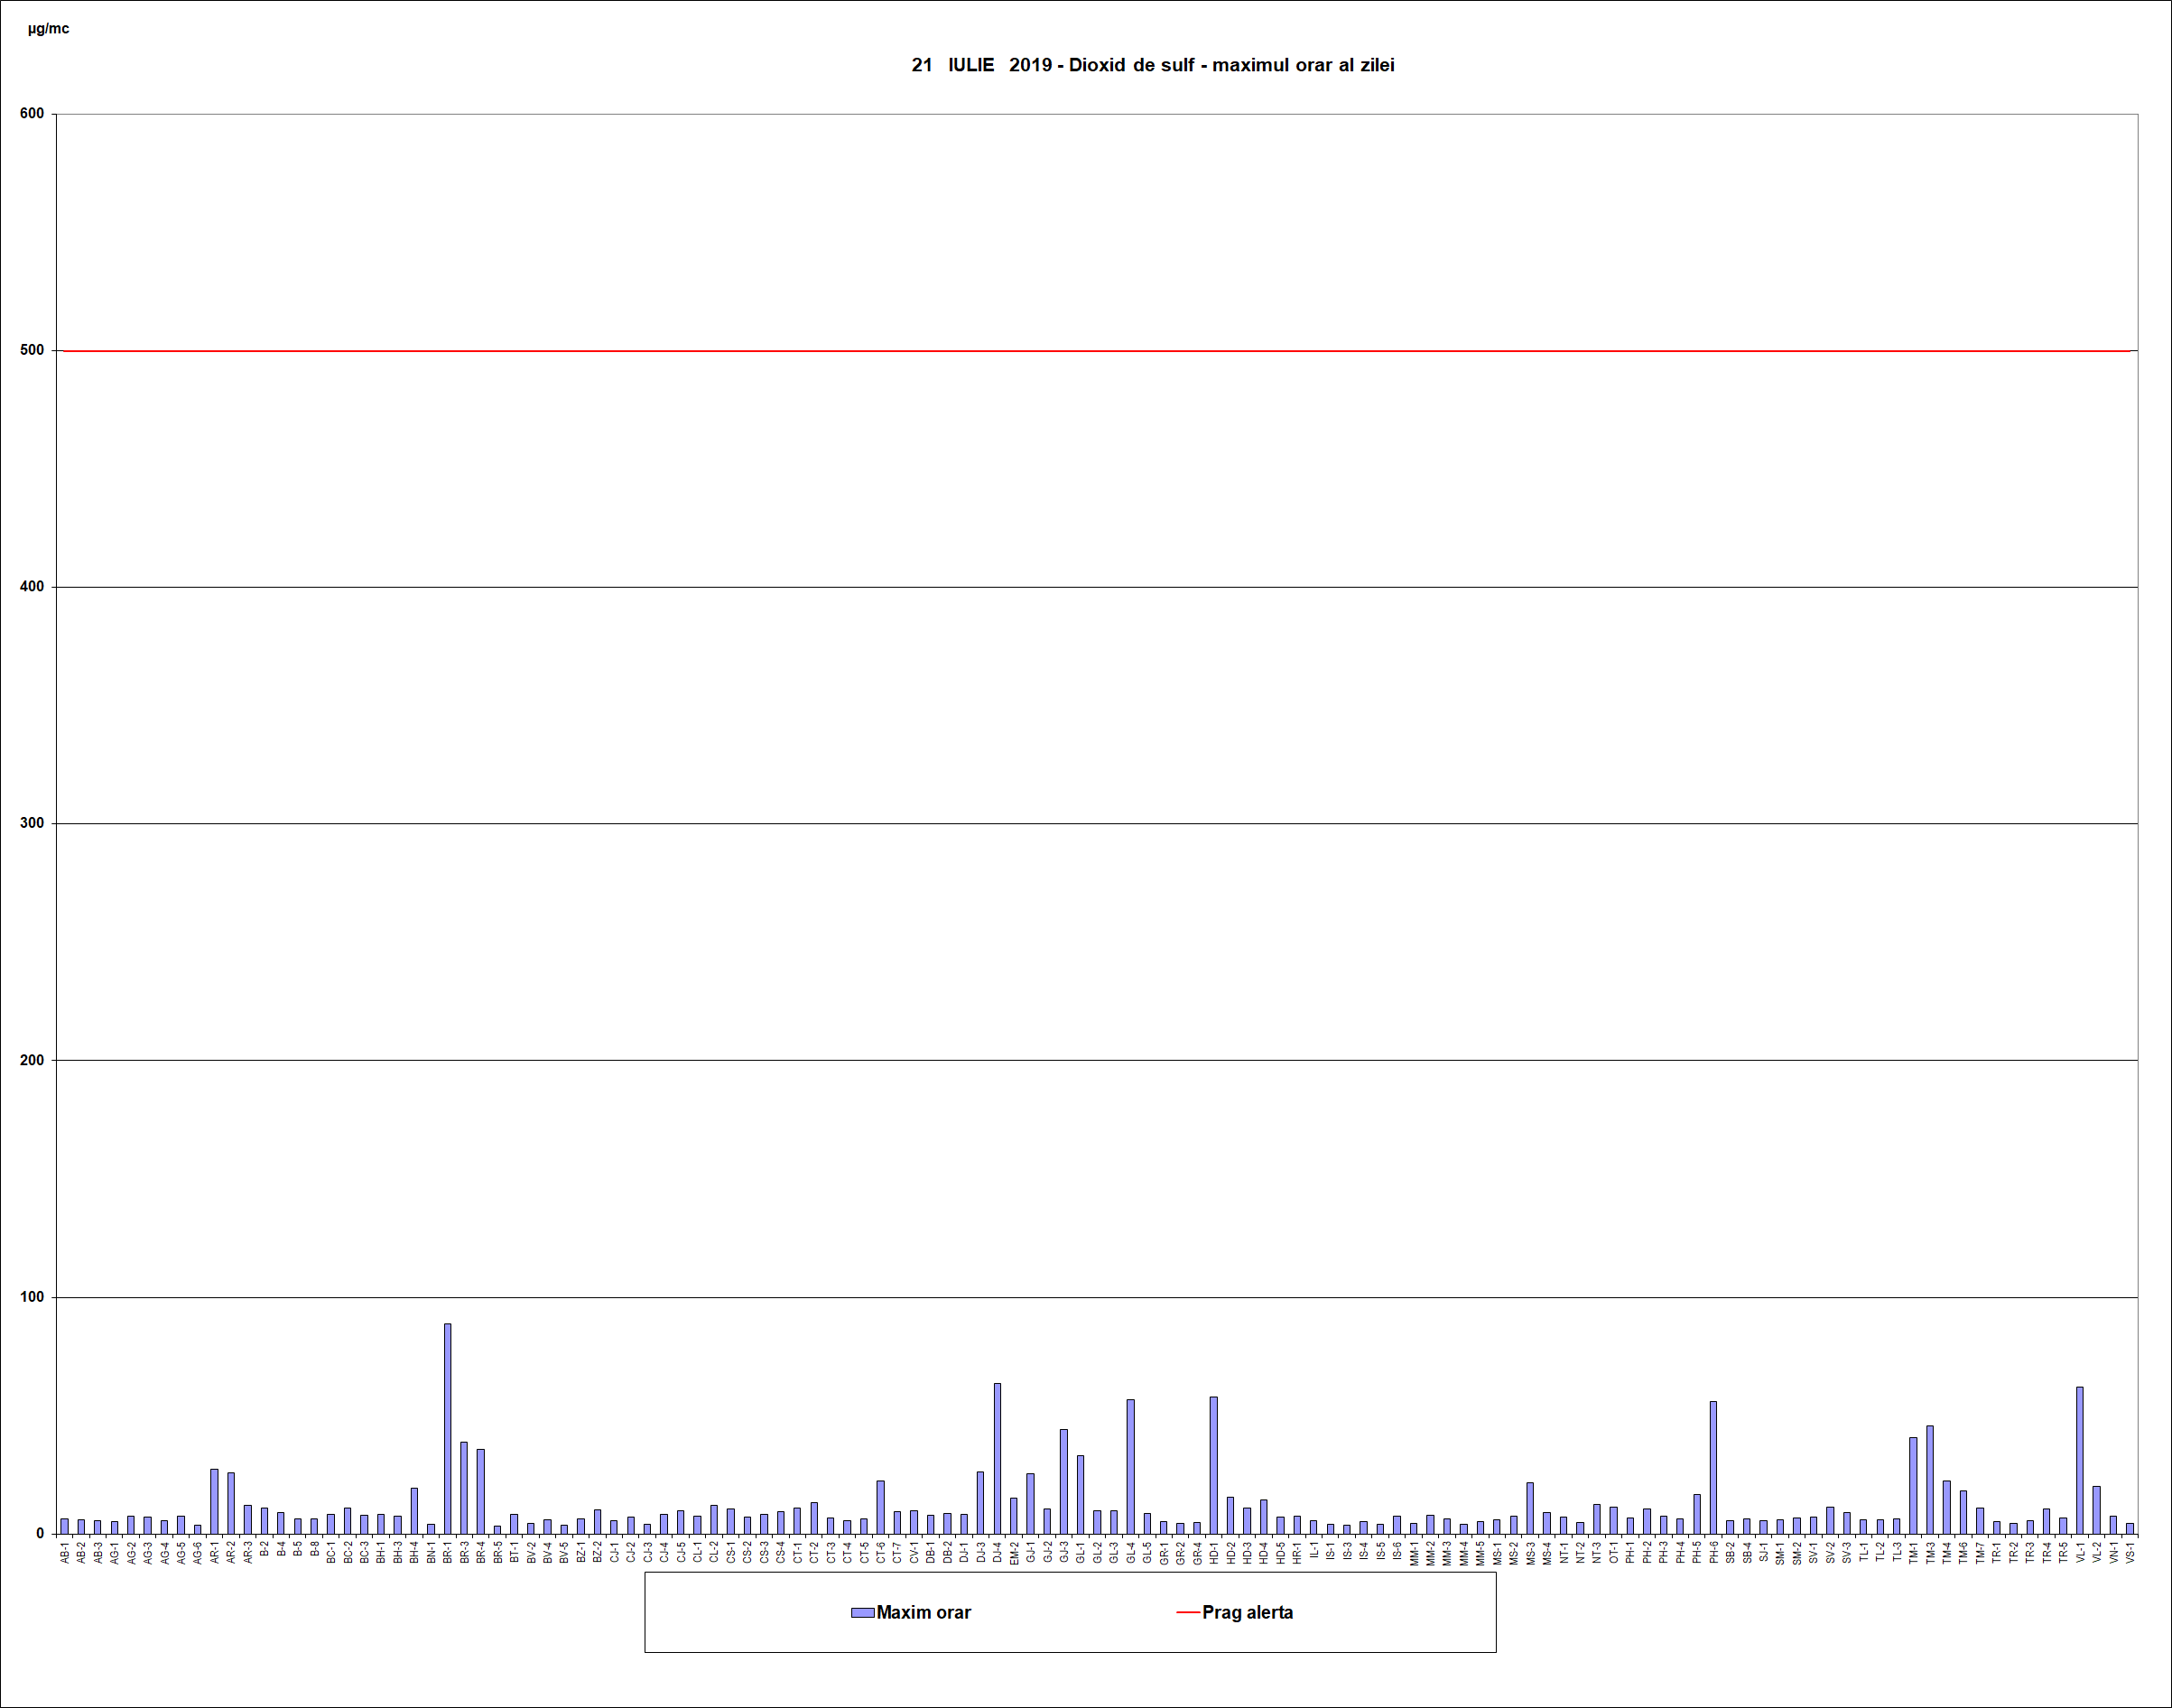 µg/mc
21 IULIE 2019 - Dioxid de sulf - maximul orar al zilei
600
500
400
300
200
100
0
AB-1 AB-2 AB-3 AG-1 AG-2 AG-3 AG-4 AG-5 AG-6 AR-1 AR-2 AR-3 B-2 B-4 B-5 B-8 BC-1 BC-2 BC-3 BH-1 BH-3 BH-4 BN-1 BR-1 BR-3 BR-4 BR-5 BT-1 BV-2 BV-4 BV-5 BZ-1 BZ-2 CJ-1 CJ-2 CJ-3 CJ-4 CJ-5 CL-1 CL-2 CS-1 CS-2 CS-3 CS-4 CT-1 CT-2 CT-3 CT-4 CT-5 CT-6 CT-7 CV-1 DB-1 DB-2 DJ-1 DJ-3 DJ-4 EM-2 GJ-1 GJ-2 GJ-3 GL-1 GL-2 GL-3 GL-4 GL-5 GR-1 GR-2 GR-4 HD-1 HD-2 HD-3 HD-4 HD-5 HR-1 IL-1 IS-1 IS-3 IS-4 IS-5 IS-6 MM-1 MM-2 MM-3 MM-4 MM-5 MS-1 MS-2 MS-3 MS-4 NT-1 NT-2 NT-3 OT-1 PH-1 PH-2 PH-3 PH-4 PH-5 PH-6 SB-2 SB-4 SJ-1 SM-1 SM-2 SV-1 SV-2 SV-3 TL-1 TL-2 TL-3 TM-1 TM-3 TM-4 TM-6 TM-7 TR-1 TR-2 TR-3 TR-4 TR-5 VL-1 VL-2 VN-1 VS-1
Maxim orar Prag alerta